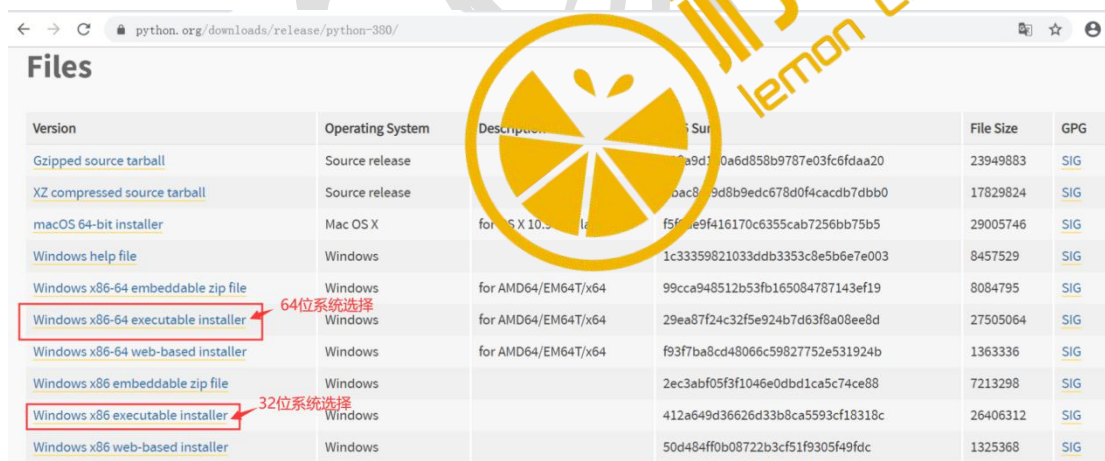 python.org/downloads/release/python-380/
Files
Version Operating System File Size GPG
Gzipped source tarball Source release 23949883 SIG
XZ compressed source tarball Source release 17829824 SIG
macOS 64-bit installer Mac OS X 29005746 SIG
Windows help file Windows 1c33359821033ddb3353c8e5b6e7e003 8457529 SIG
Windows x86-64 embeddable zip file Windows for AMD64/EM64T/x64 99cca948512b53fb165084787143ef19 8084795 SIG
64位系统选择
Windows x86-64 executable installer Windows for AMD64/EM64T/x64 29ea87f24c32f5e924b7d63f8a08ee8d 27505064 SIG
Windows x86-64 web-based installer Windows for AMD64/EM64T/x64 f93f7ba8cd48066c59827752e531924b 1363336 SIG
Windows x86 embeddable zip file Windows 2ec3abf05f3f1046e0dbd1ca5c74ce88 7213298 SIG
32位系统选择
Windows x86 executable installer Windows 412a649d36626d33b8ca5593cf18318c 26406312 SIG
Windows x86 web-based installer Windows 50d484ff0b08722b3cf51f9305f49fdc 1325368 SIG
lemon